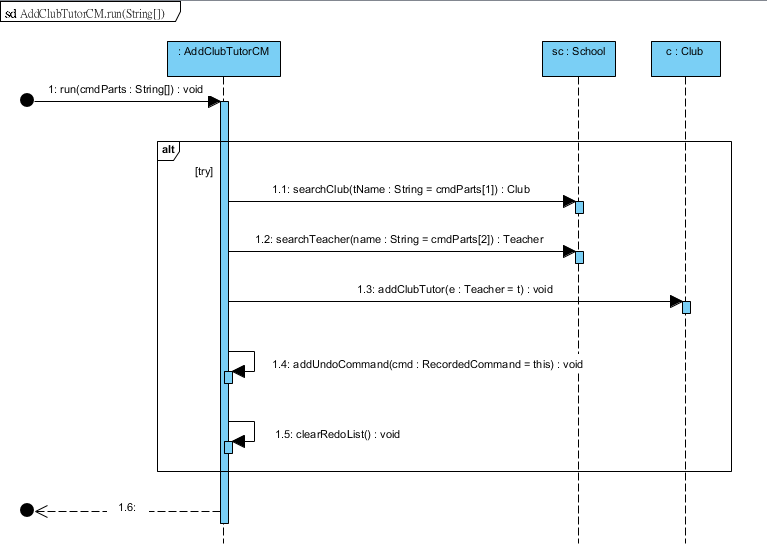 sd AddClubTutorCM.run(String[])
: AddClubTutorCM
sc : School
c : Club
1: run(cmdParts : String[]) : void
alt
[try]
1.1: searchClub(tName : String = cmdParts[1]) : Club
1.2: searchTeacher(name : String = cmdParts[2]) : Teacher
1.3: addClubTutor(e : Teacher = t) : void
1.4: addUndoCommand(cmd : RecordedCommand = this) : void
1.5: clearRedoList() : void
1.6: